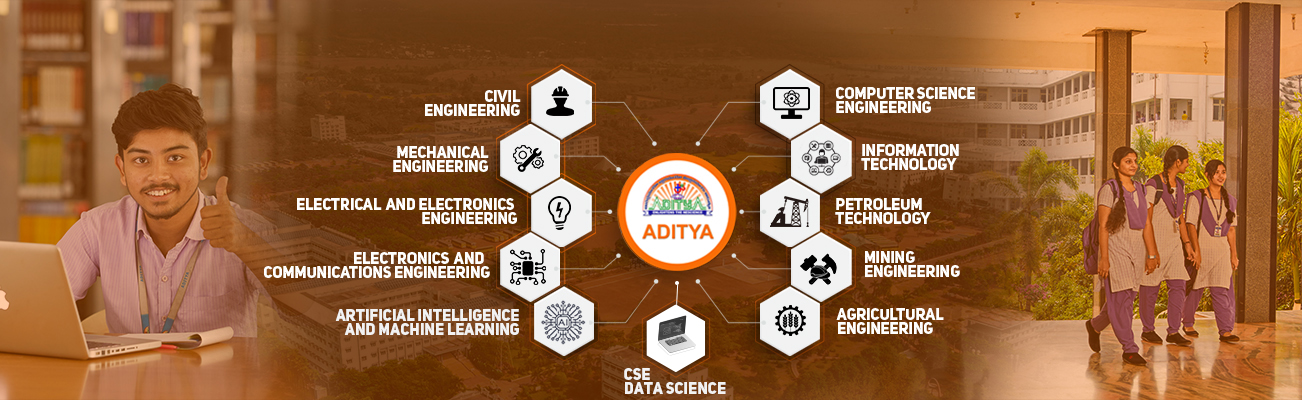 CIVIL
ENGINEERING
MECHANICAL
ENGINEERING
ELECTRICAL AND ELECTRONICS
ENGINEERING
ELECTRONICS AND
COMMUNICATIONS ENGINEERING
ARTIFICIAL INTELLIGENCE
AND MACHINE LEARNING
AI
ADITYA
ADITYA
CSE
DATA SCIENCE
COMPUTER SCIENCE
ENGINEERING
INFORMATION
TECHNOLOGY
PETROLEUM
TECHNOLOGY
MINING
ENGINEERING
AGRICULTURAL
ENGINEERING